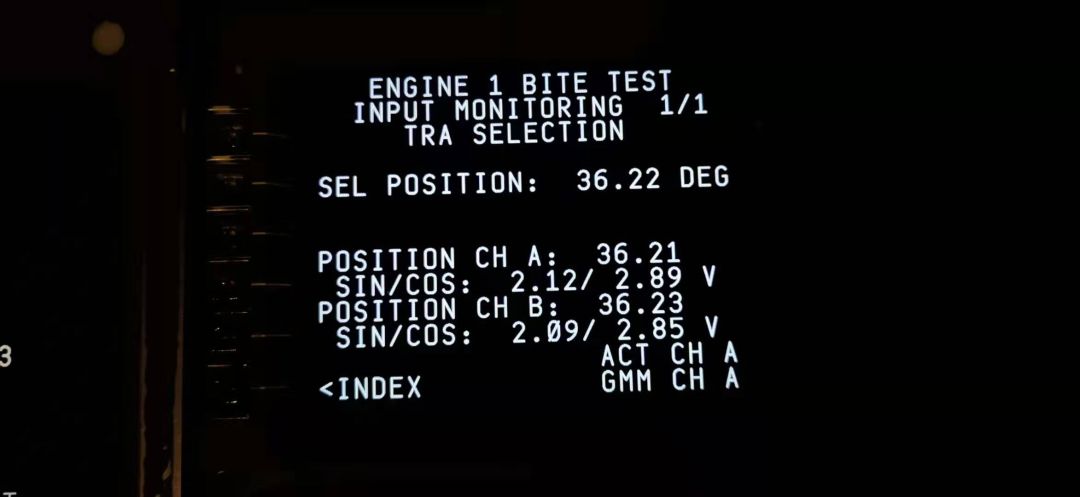 ENGINE 1 BITE TEST
INPUT MONITORING 1/1
TRA SELECTION
SEL POSITION: 36.22 DEG
POSITION CH A: 36.21
SIN/COS: 2.12/ 2.89 V
POSITION CH B: 36.23
SIN/COS: 2.09/ 2.85 V
ACT CH A
<INDEX GMM CH A
3